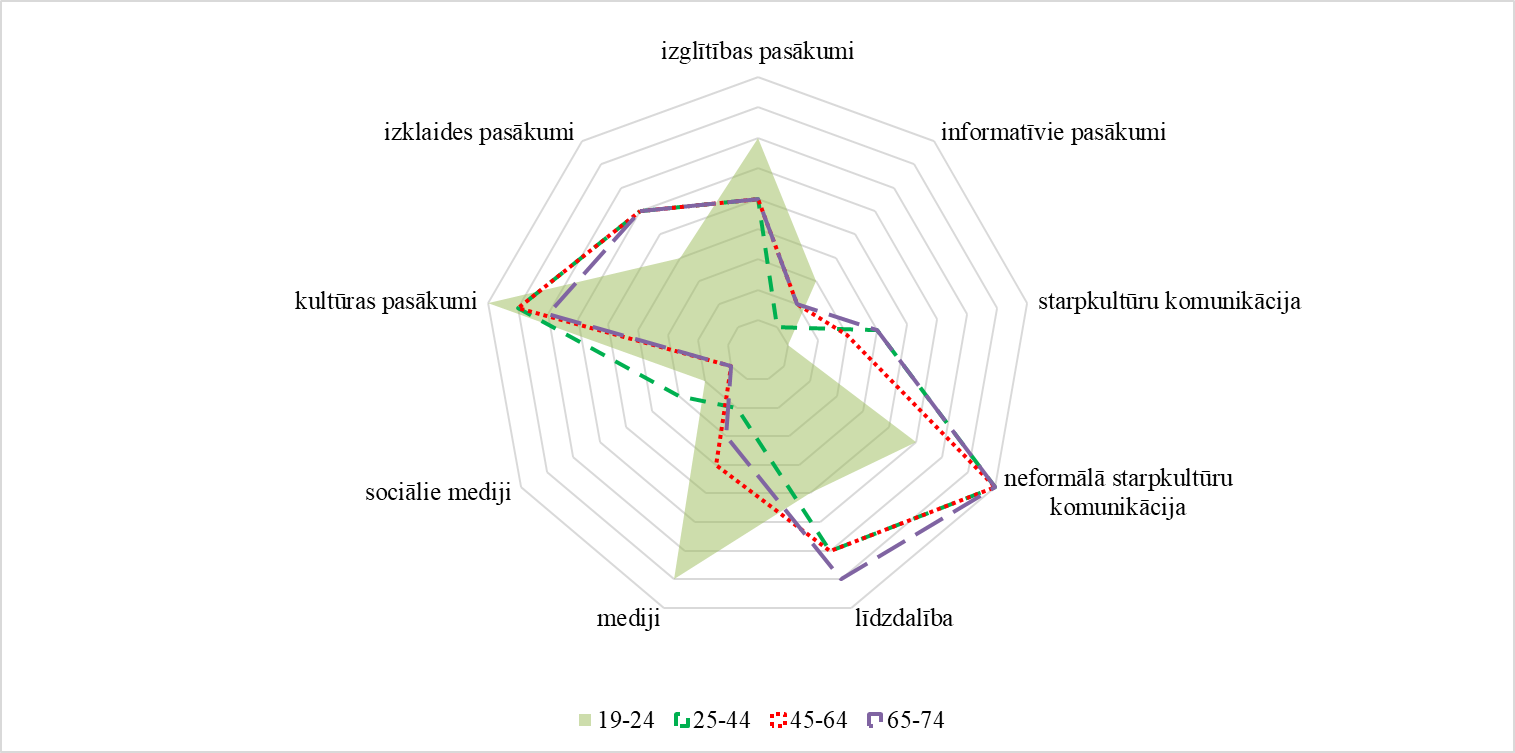 izglītības pasākumi
izklaides pasākumi
informatīvie pasākumi
kultūras pasākumi
starpkultūru komunikācija
sociālie mediji
neformālā starpkultūru
komunikācija
mediji
līdzdalība
19-24 25-44 45-64 65-74